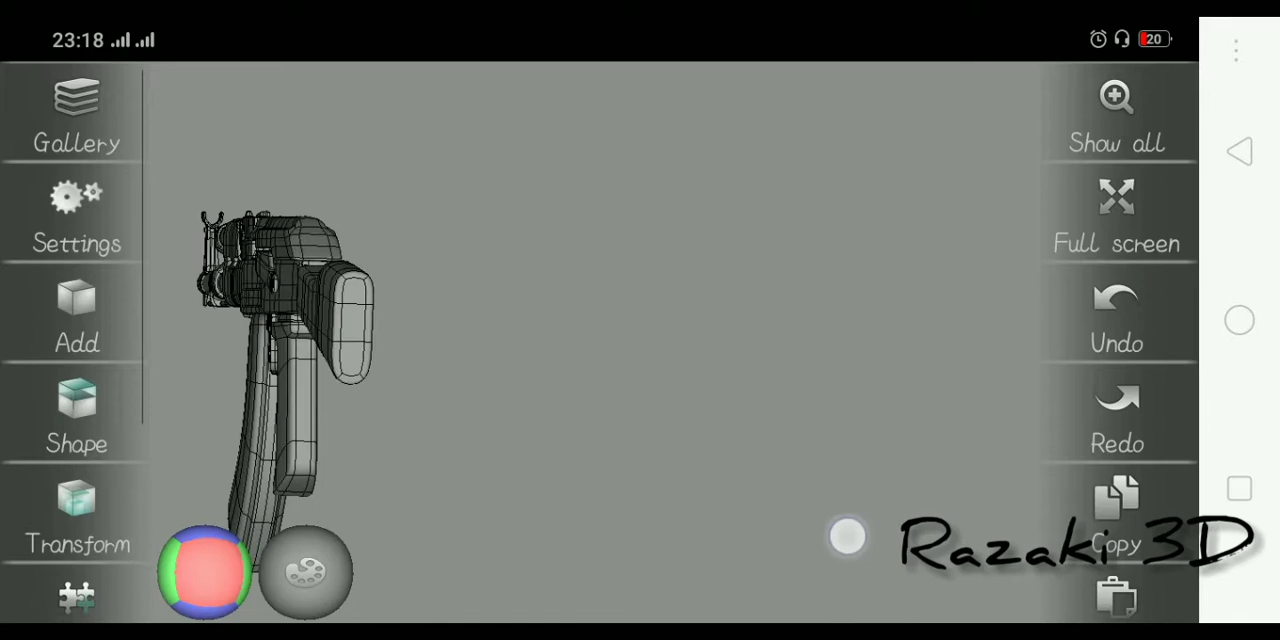 23:18
20
Gallery
Show all
Settings
Full screen
Add
Undo
Shape
Redo
Transform
Copy
Razaki 3D